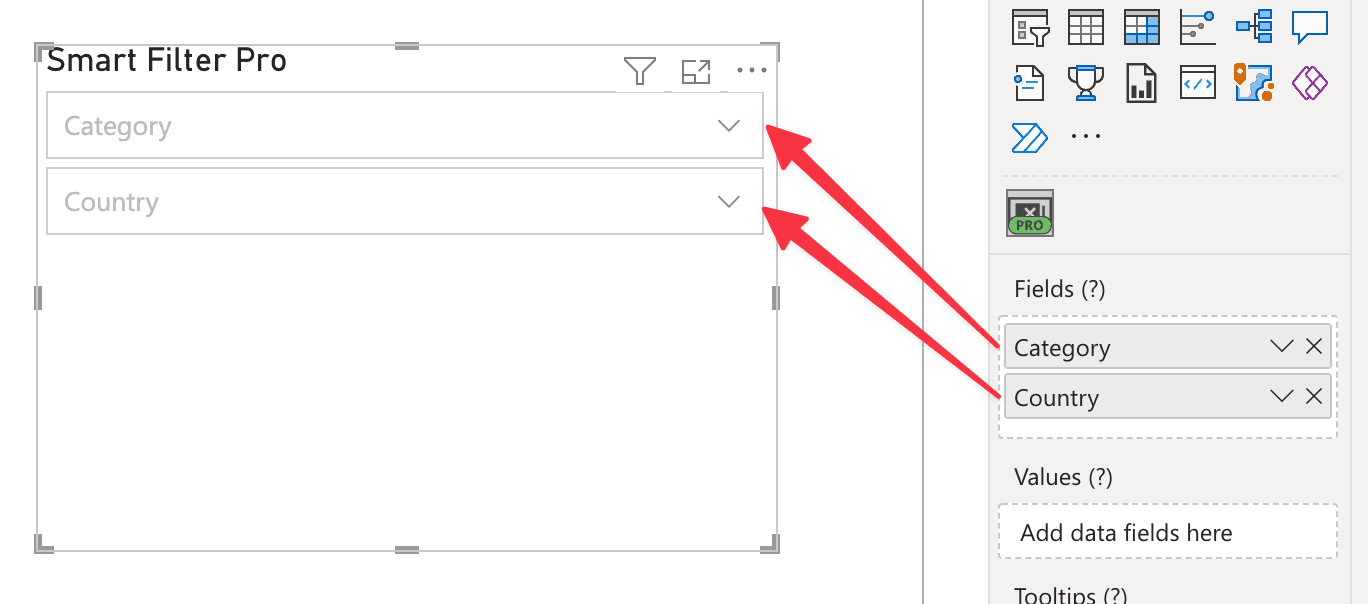 Smart Filter Pro
Category
Country
PRO
Fields (?)
Category
Country
Values (?)
Add data fields here
Tooltips (?)